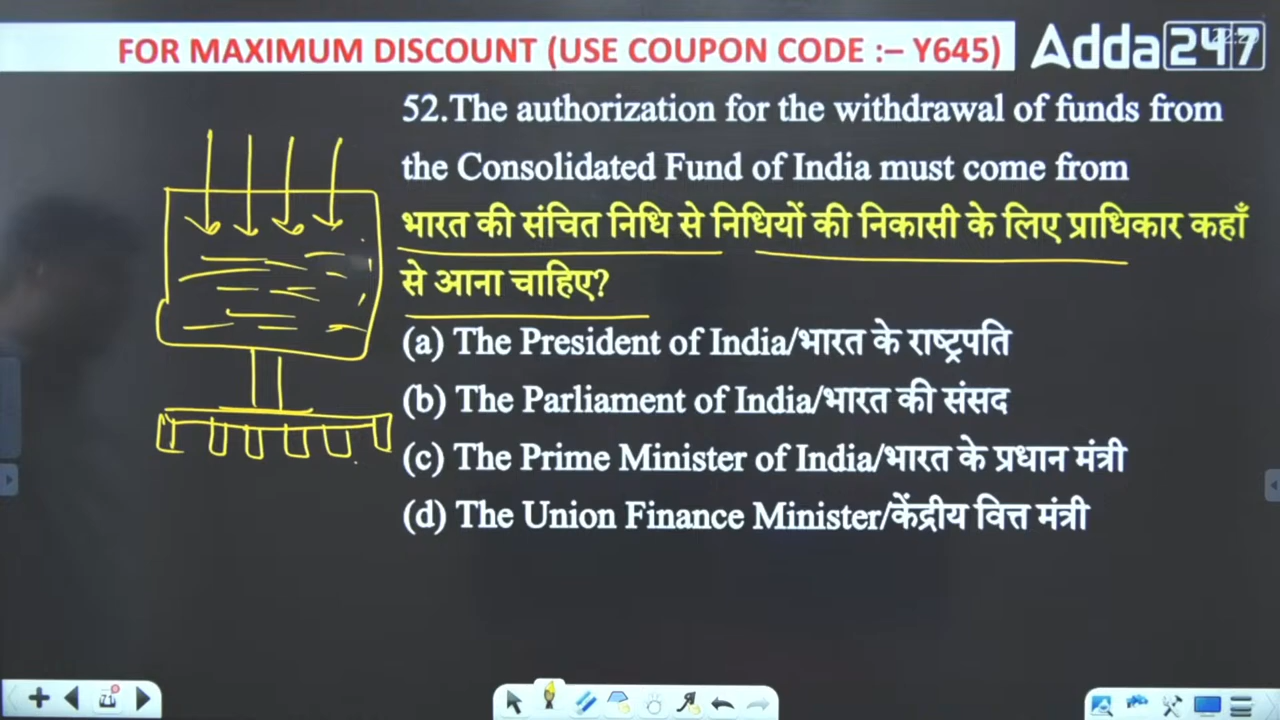 FOR MAXIMUM DISCOUNT (USE COUPON CODE :– Y645)
Adda247
52.The authorization for the withdrawal of funds from
the Consolidated Fund of India must come from
भारत की संचित निधि से निधियों की निकासी के लिए प्राधिकार कहाँ
से आना चाहिए?
(a) The President of India/भारत के राष्ट्रपति
(b) The Parliament of India/भारत की संसद
(c) The Prime Minister of India/भारत के प्रधान मंत्री
(d) The Union Finance Minister/केंद्रीय वित्त मंत्री
71